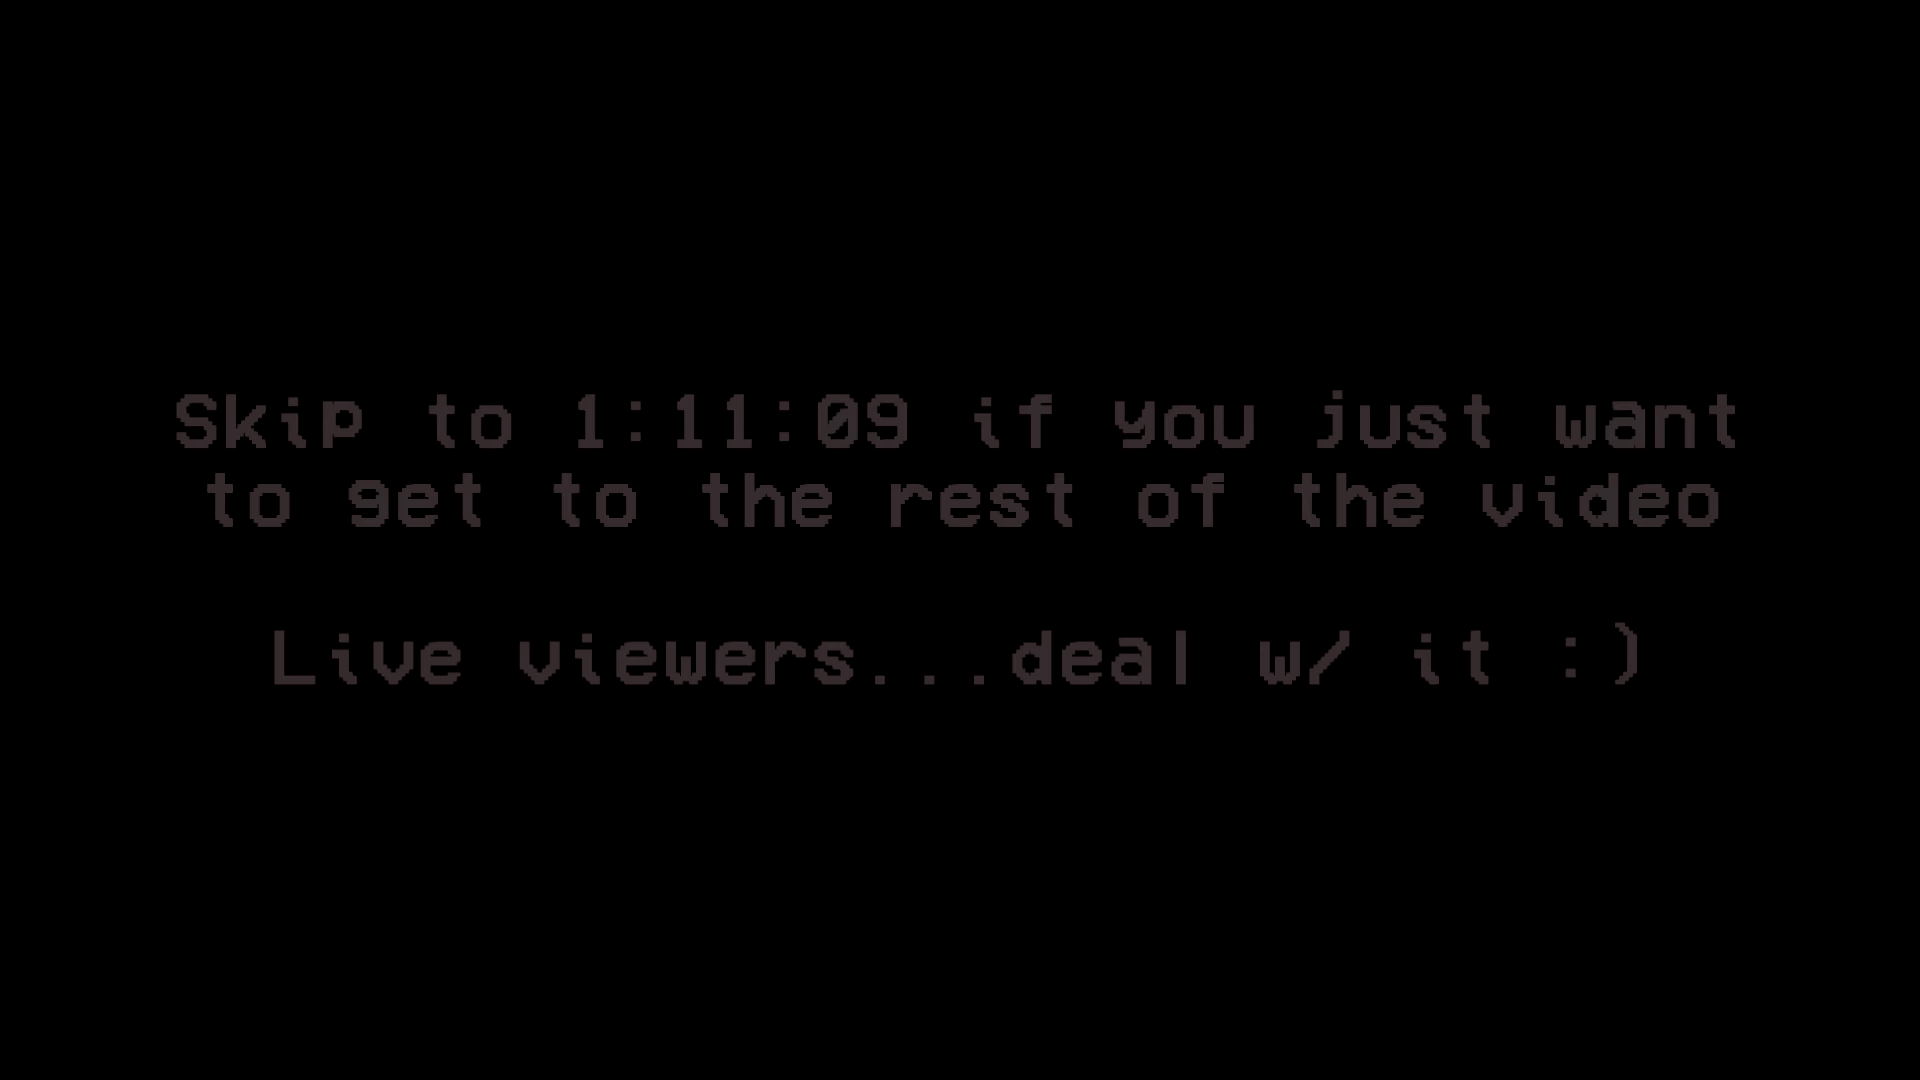 Skip to 1:11:09 if you just want
to get to the rest of the video
Live viewers...deal w/ it :)